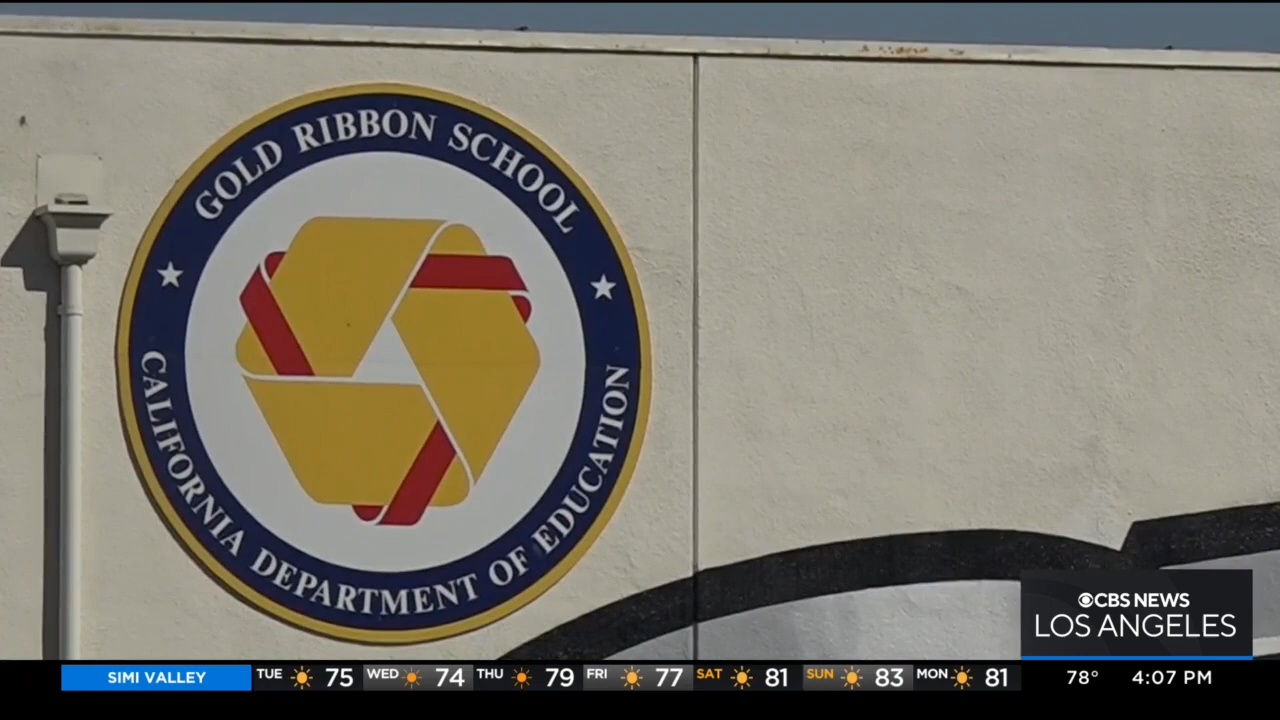 GOLD RIBBON SCHOOL
CALIFORNIA DEPARTMENT OF EDUCATION
CBS NEWS
LOS ANGELES
SIMI VALLEY TUE 75 WED 74 THU 79 FRI 77 SAT 81 SUN 83 MON 81 78° 4:07 PM